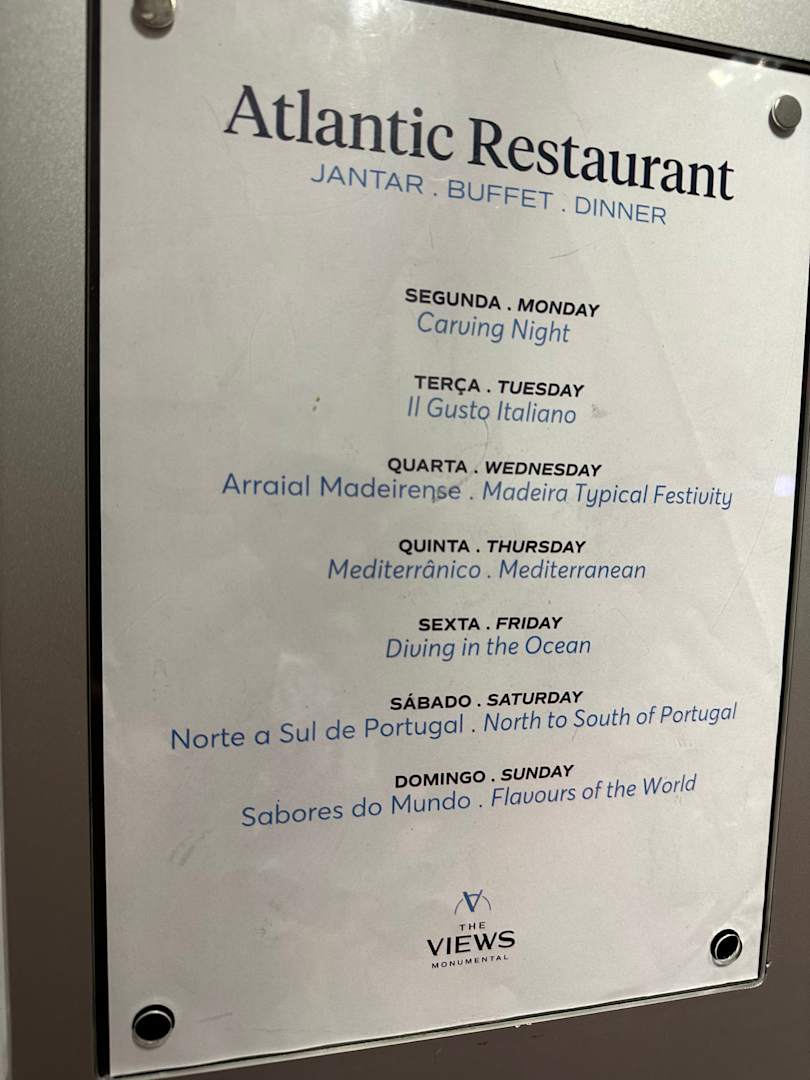 Atlantic Restaurant
JANTAR . BUFFET . DINNER
SEGUNDA . MONDAY
Carving Night
TERÇA . TUESDAY
Il Gusto Italiano
QUARTA . WEDNESDAY
Arraial Madeirense . Madeira Typical Festivity
QUINTA . THURSDAY
Mediterrânico . Mediterranean
SEXTA . FRIDAY
Diving in the Ocean
SÁBADO . SATURDAY
Norte a Sul de Portugal . North to South of Portugal
DOMINGO . SUNDAY
Sabores do Mundo . Flavours of the World
THE
VIEWS
MONUMENTAL